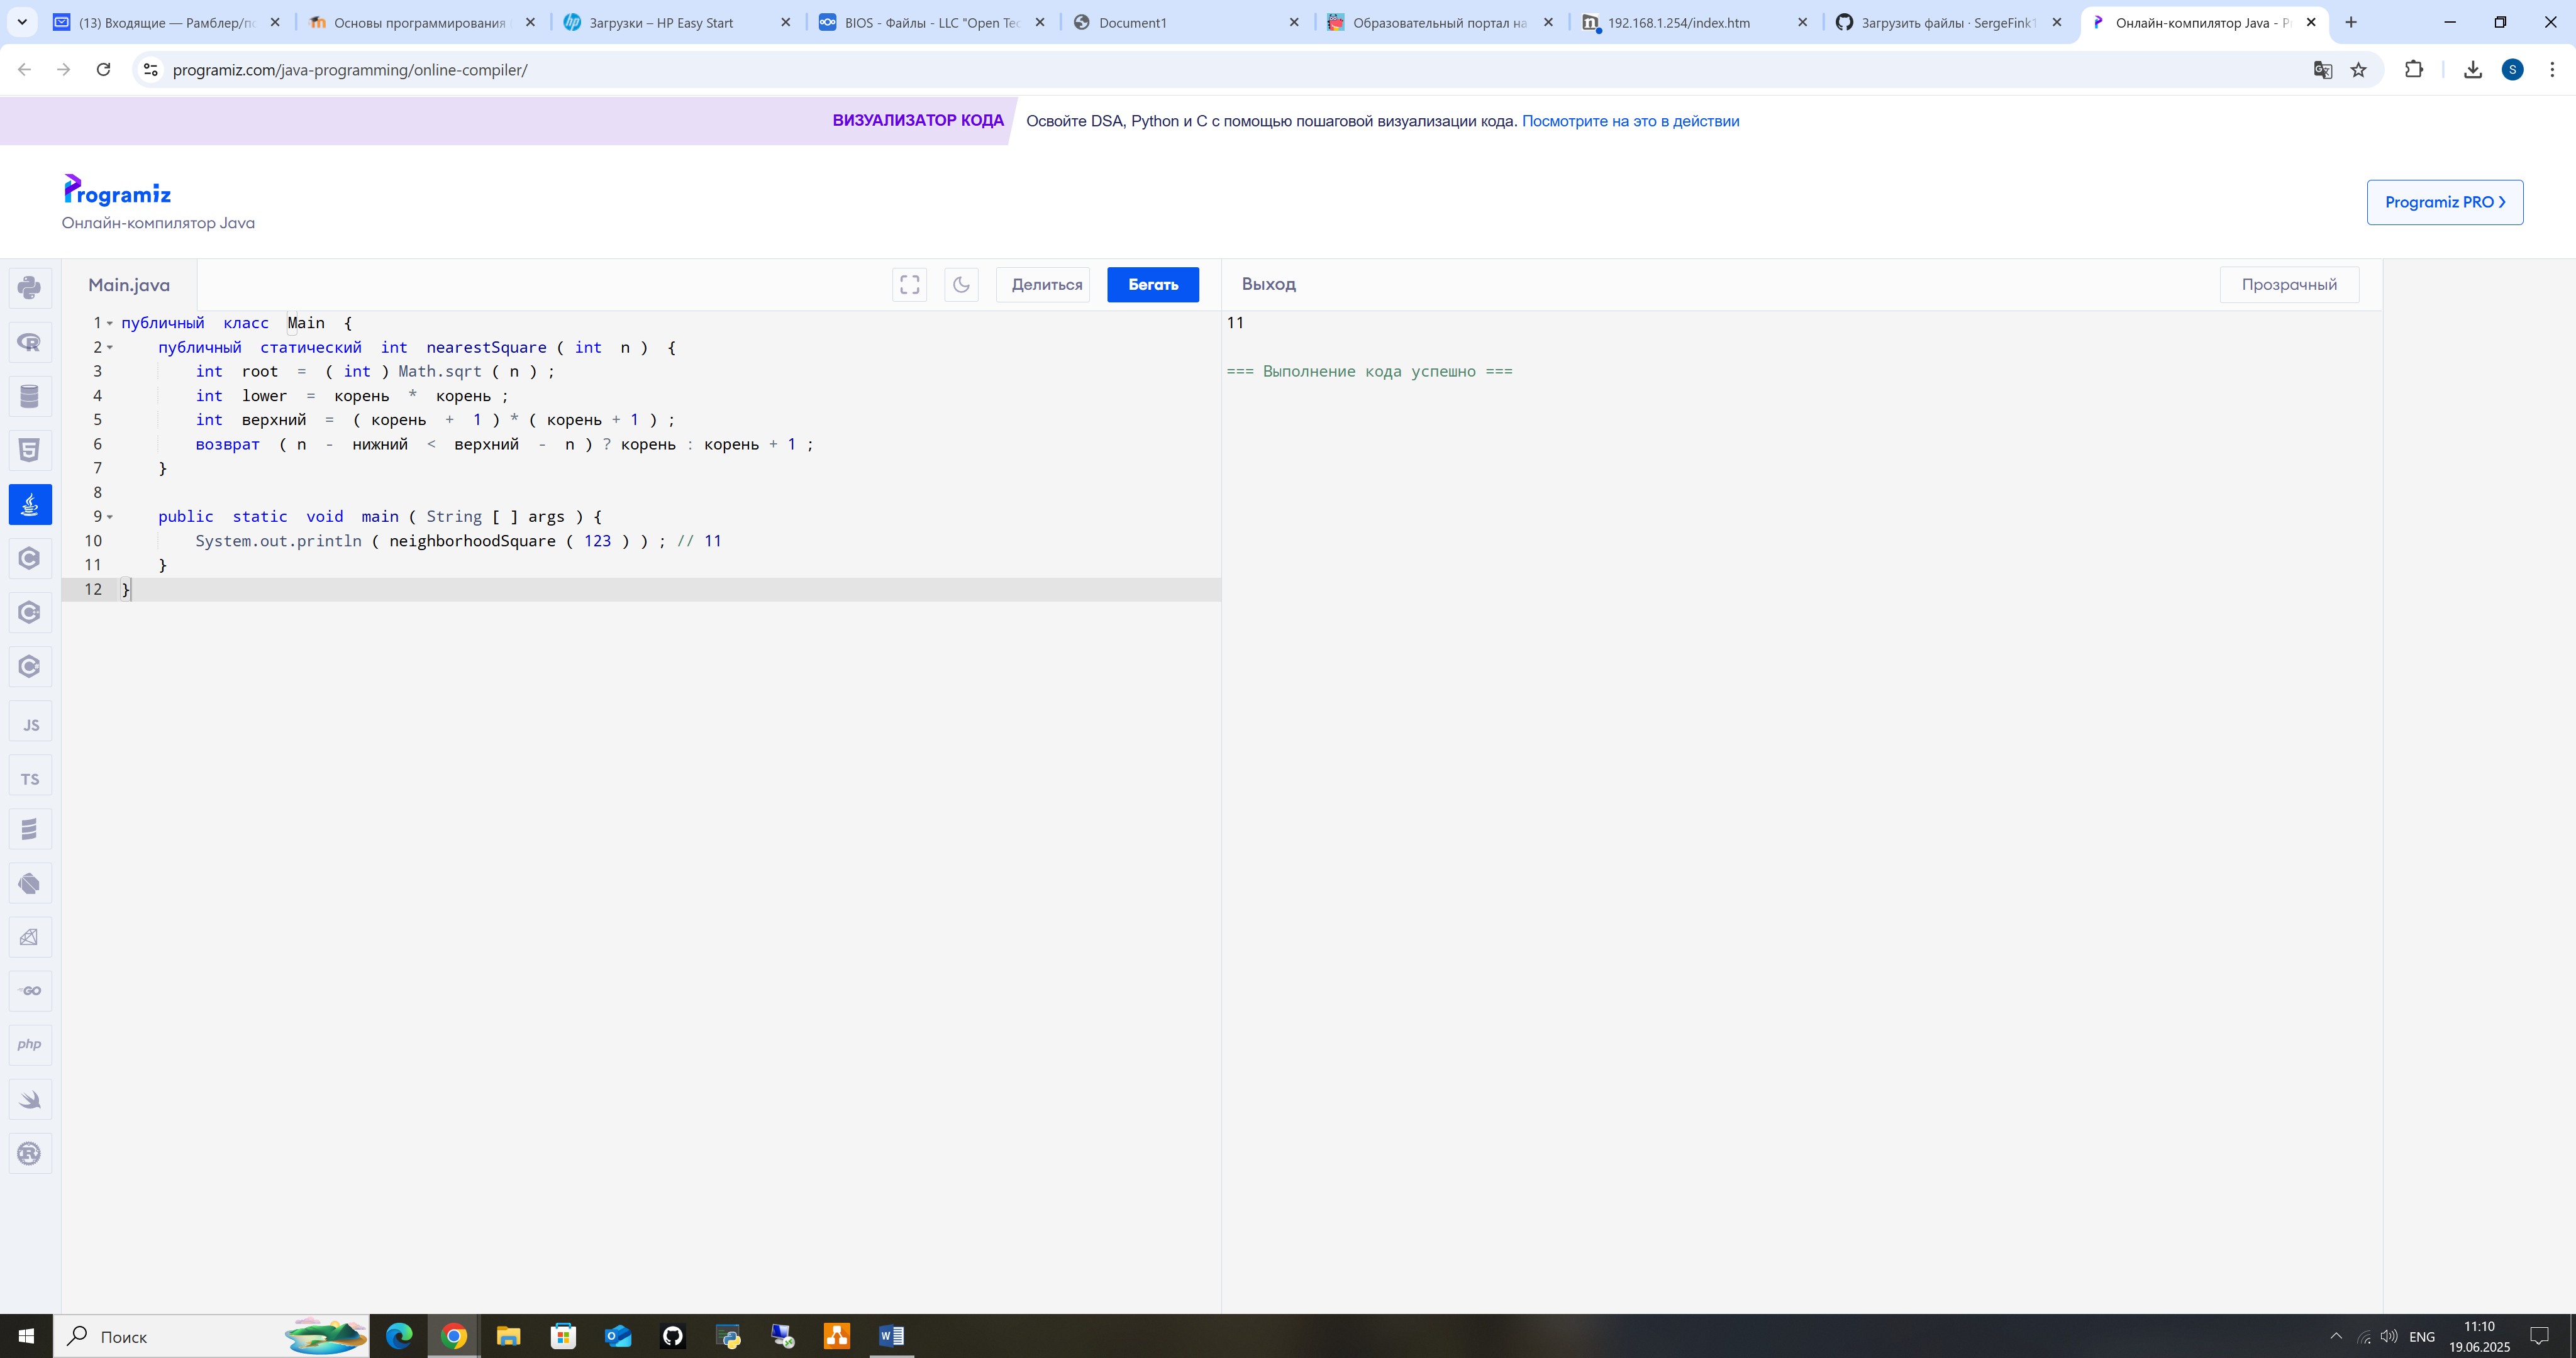 (13) Входящие — Рамблер/по
Основы программирования
Загрузки – HP Easy Start
BIOS - Файлы - LLC "Open Tec
Document1
Образовательный портал на
192.168.1.254/index.htm
Загрузить файлы · SergeFink1
Онлайн-компилятор Java - P
programiz.com/java-programming/online-compiler/
S
ВИЗУАЛИЗАТОР КОДА
Освойте DSA, Python и C с помощью пошаговой визуализации кода. Посмотрите на это в действии
Programiz
Онлайн-компилятор Java
Programiz PRO
Main.java
Делиться
Бегать
Выход
Прозрачный
1 публичный класс Main {
2 публичный статический int nearestSquare ( int n ) {
3 int root = ( int ) Math.sqrt ( n ) ;
4 int lower = корень * корень ;
5 int верхний = ( корень + 1 ) * ( корень + 1 ) ;
6 возврат ( n - нижний < верхний - n ) ? корень : корень + 1 ;
7 }
8
9 public static void main ( String [ ] args ) {
10 System.out.println ( neighborhoodSquare ( 123 ) ) ; // 11
11 }
12 }
11
=== Выполнение кода успешно ===
JS
TS
GO
php
Поиск
ENG
11:10
19.06.2025